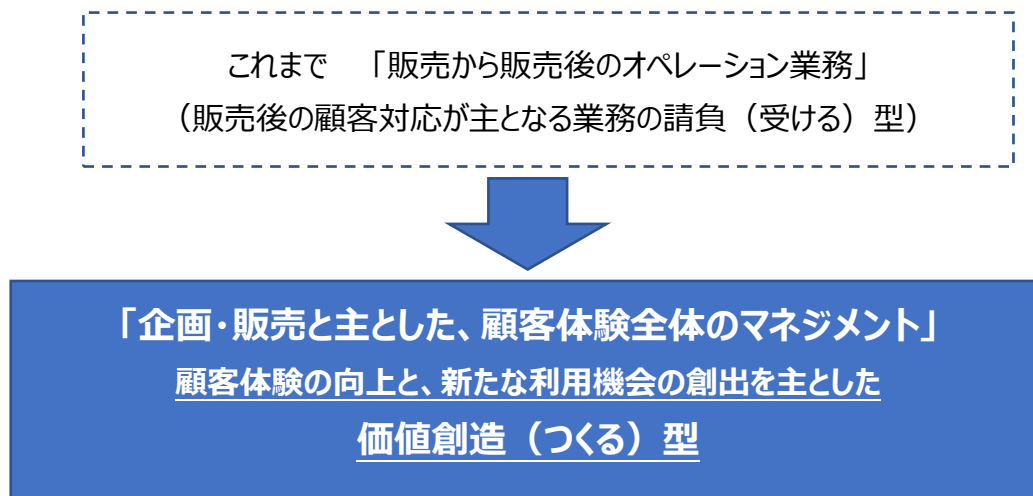 これまで　「販売から販売後のオペレーション業務」
（販売後の顧客対応が主となる業務の請負（受ける）型）
「企画・販売と主とした、顧客体験全体のマネジメント」
顧客体験の向上と、新たな利用機会の創出を主とした
価値創造（つくる）型